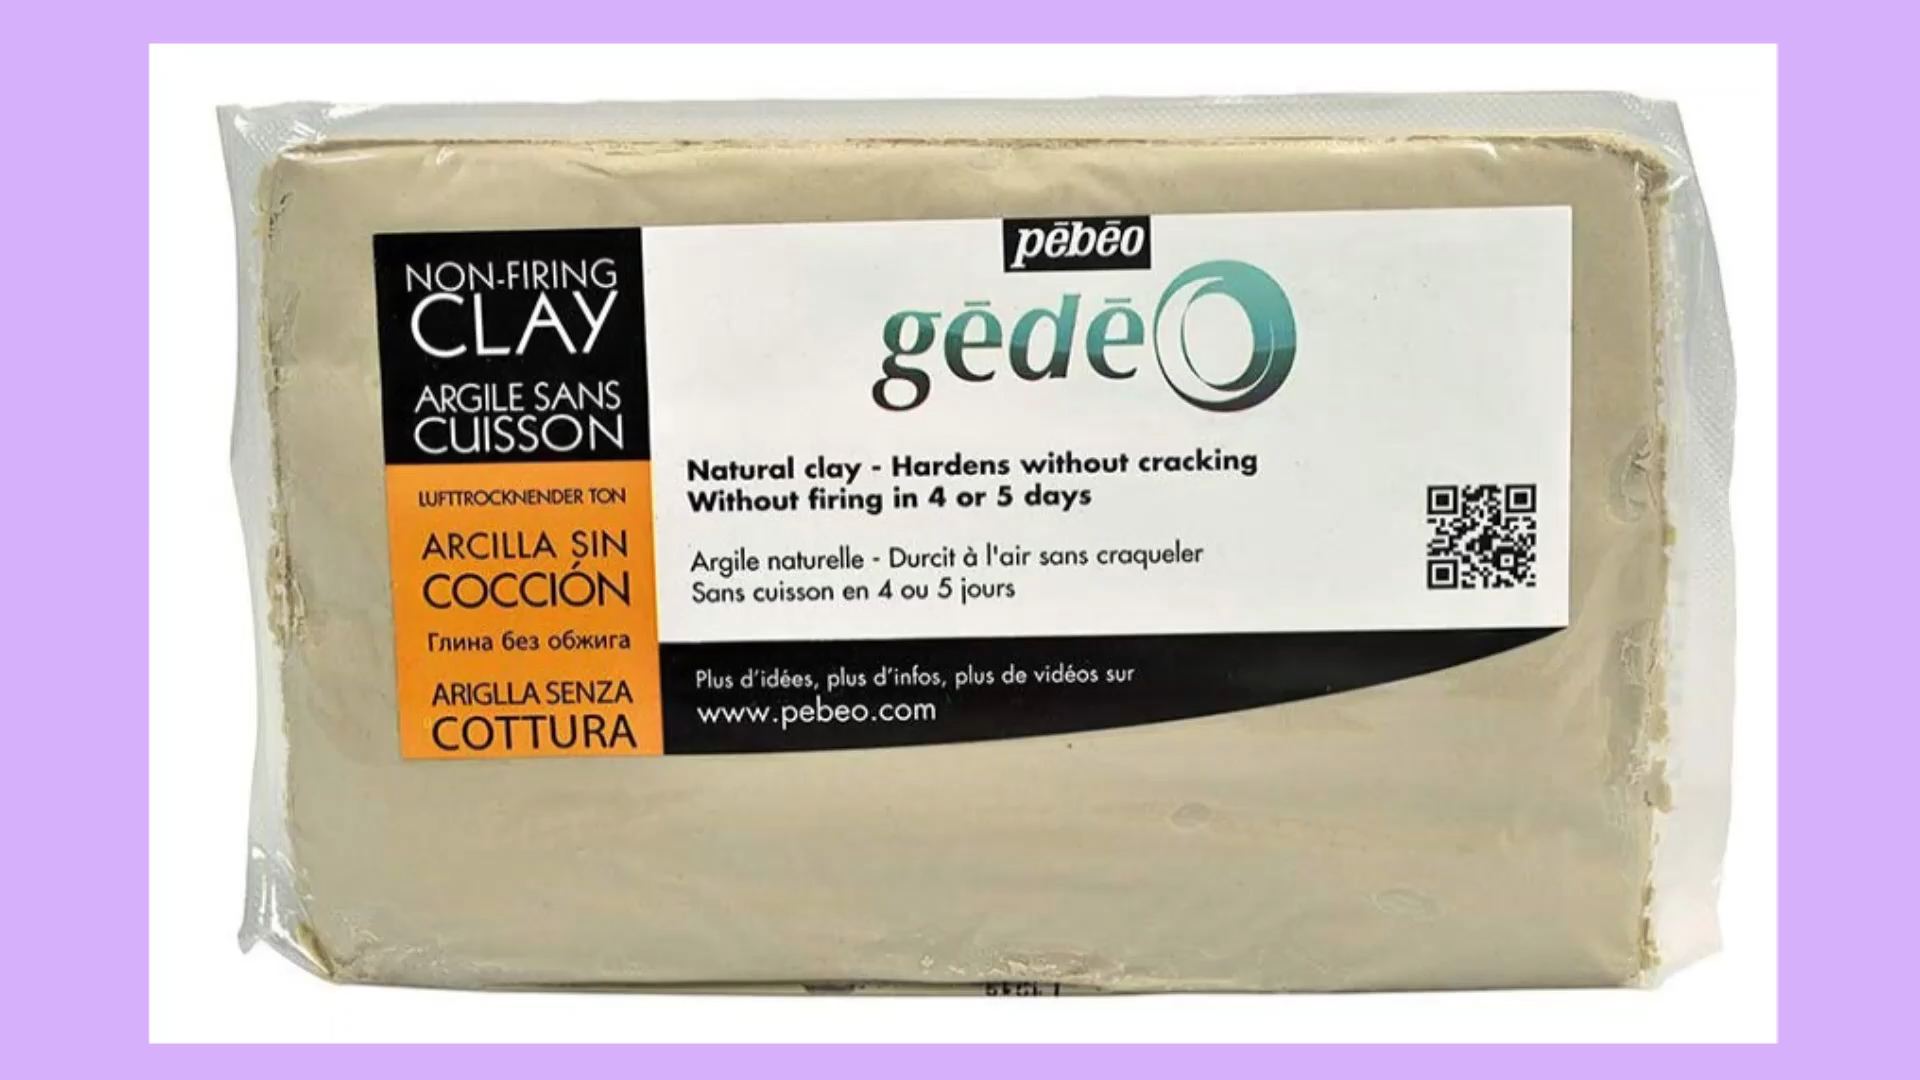 NON-FIRING
CLAY
ARGILE SANS
CUISSON
LUFTTROCKNENDER TON
ARCILLA SIN
COCCIÓN
Глина без обжига
ARIGLLA SENZA
COTTURA
pēbēo
gēdēo
Natural clay - Hardens without cracking
Without firing in 4 or 5 days
Argile naturelle - Durcit à l'air sans craqueler
Sans cuisson en 4 ou 5 jours
Plus d'idées, plus d'infos, plus de vidéos sur
www.pebeo.com